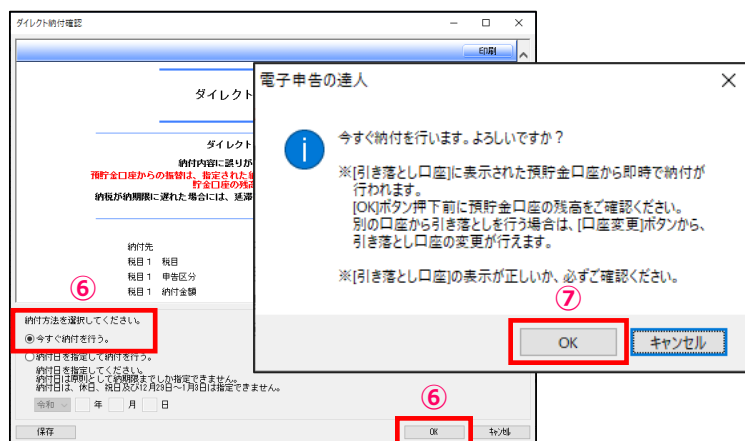 ダイレクト納付確認
印刷
ダイレクト
ダイレクト
納付内容に誤りが
預貯金口座からの振替は、指定された
貯金口座の残高
納税が納期限に遅れた場合には、延滞
納付先
税目1 税目
税目1 申告区分
税目1 納付金額
⑥
納付方法を選択してください。
今すぐ納付を行う。
納付日を指定して納付を行う。
納付日を指定してください。
納付日は原則として納期限までしか指定できません。
納付日は、休日、祝日及び12月29日～1月3日は指定できません。
令和 年 月 日
⑥
保存
OK
キャンセル
電子申告の達人
今すぐ納付を行います。よろしいですか？
※[引き落とし口座]に表示された預貯金口座から即時で納付が
行われます。
[OK]ボタン押下前に預貯金口座の残高をご確認ください。
別の口座から引き落としを行う場合は、[口座変更]ボタンから、
引き落とし口座の変更が行えます。
※[引き落とし口座]の表示が正しいか、必ずご確認ください。
⑦
OK
キャンセル